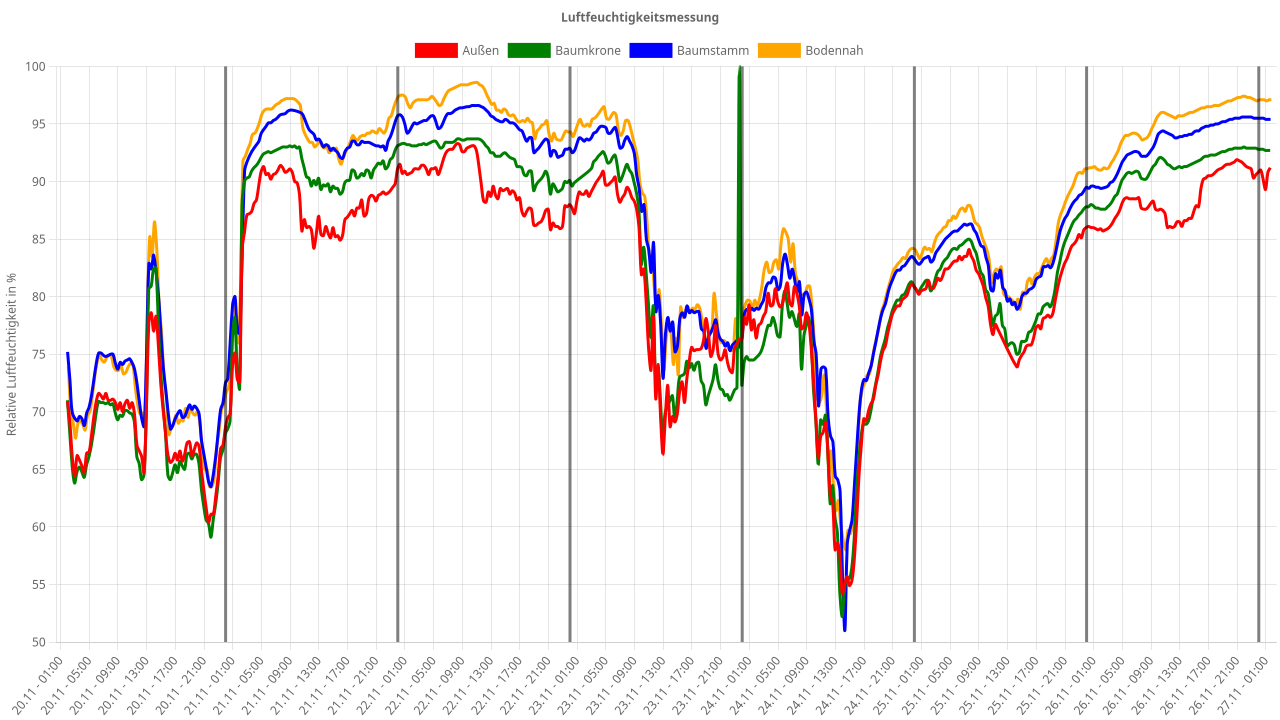 Luftfeuchtigkeitsmessung
Außen Baumkrone Baumstamm Bodennah
Relative Luftfeuchtigkeit in %
100
95
90
85
80
75
70
65
60
55
50
20.11 - 01:00
20.11 - 05:00
20.11 - 09:00
20.11 - 13:00
20.11 - 17:00
20.11 - 21:00
21.11 - 01:00
21.11 - 05:00
21.11 - 09:00
21.11 - 13:00
21.11 - 17:00
21.11 - 21:00
22.11 - 01:00
22.11 - 05:00
22.11 - 09:00
22.11 - 13:00
22.11 - 17:00
22.11 - 21:00
23.11 - 01:00
23.11 - 05:00
23.11 - 09:00
23.11 - 13:00
23.11 - 17:00
23.11 - 21:00
24.11 - 01:00
24.11 - 05:00
24.11 - 09:00
24.11 - 13:00
24.11 - 17:00
24.11 - 21:00
25.11 - 01:00
25.11 - 05:00
25.11 - 09:00
25.11 - 13:00
25.11 - 17:00
25.11 - 21:00
26.11 - 01:00
26.11 - 05:00
26.11 - 09:00
26.11 - 13:00
26.11 - 17:00
26.11 - 21:00
27.11 - 01:00